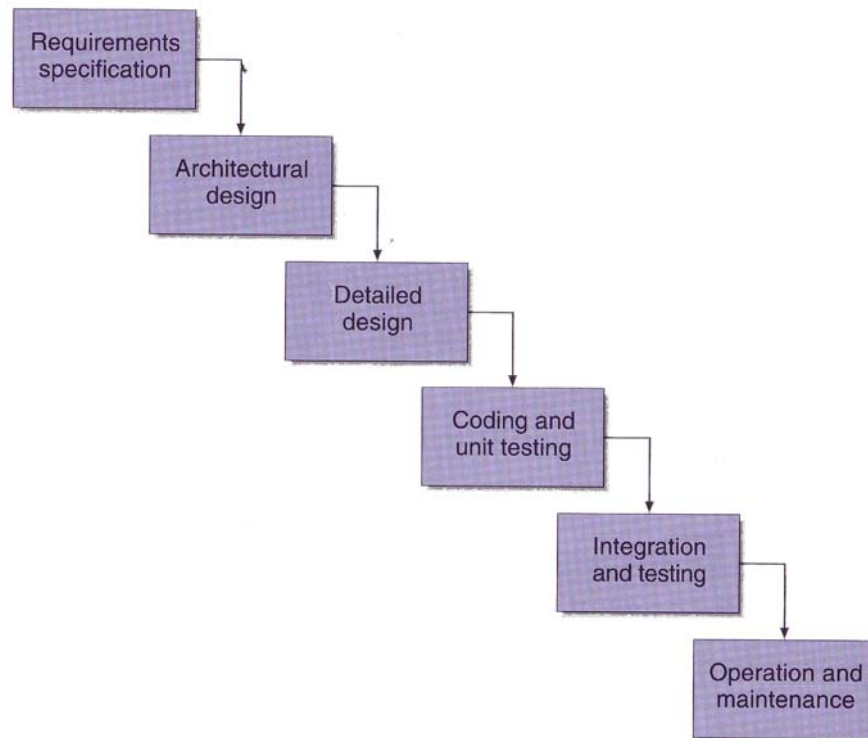 Requirements
specification
Architectural
design
Detailed
design
Coding and
unit testing
Integration
and testing
Operation and
maintenance